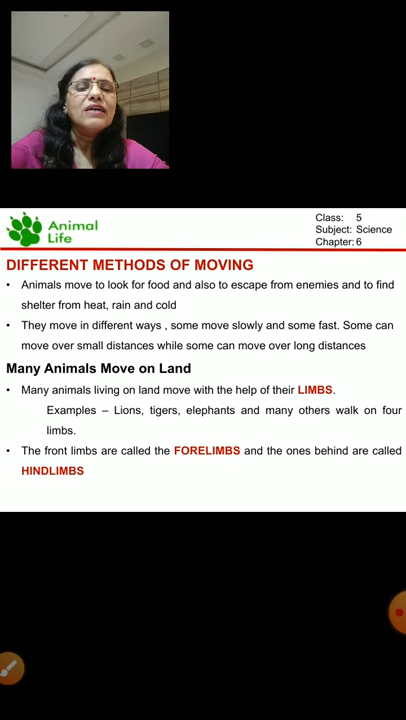 Animal
Life
Class: 5
Subject: Science
Chapter: 6
DIFFERENT METHODS OF MOVING
• Animals move to look for food and also to escape from enemies and to find
shelter from heat, rain and cold
• They move in different ways , some move slowly and some fast. Some can
move over small distances while some can move over long distances
Many Animals Move on Land
• Many animals living on land move with the help of their LIMBS.
Examples – Lions, tigers, elephants and many others walk on four
limbs.
• The front limbs are called the FORELIMBS and the ones behind are called
HINDLIMBS